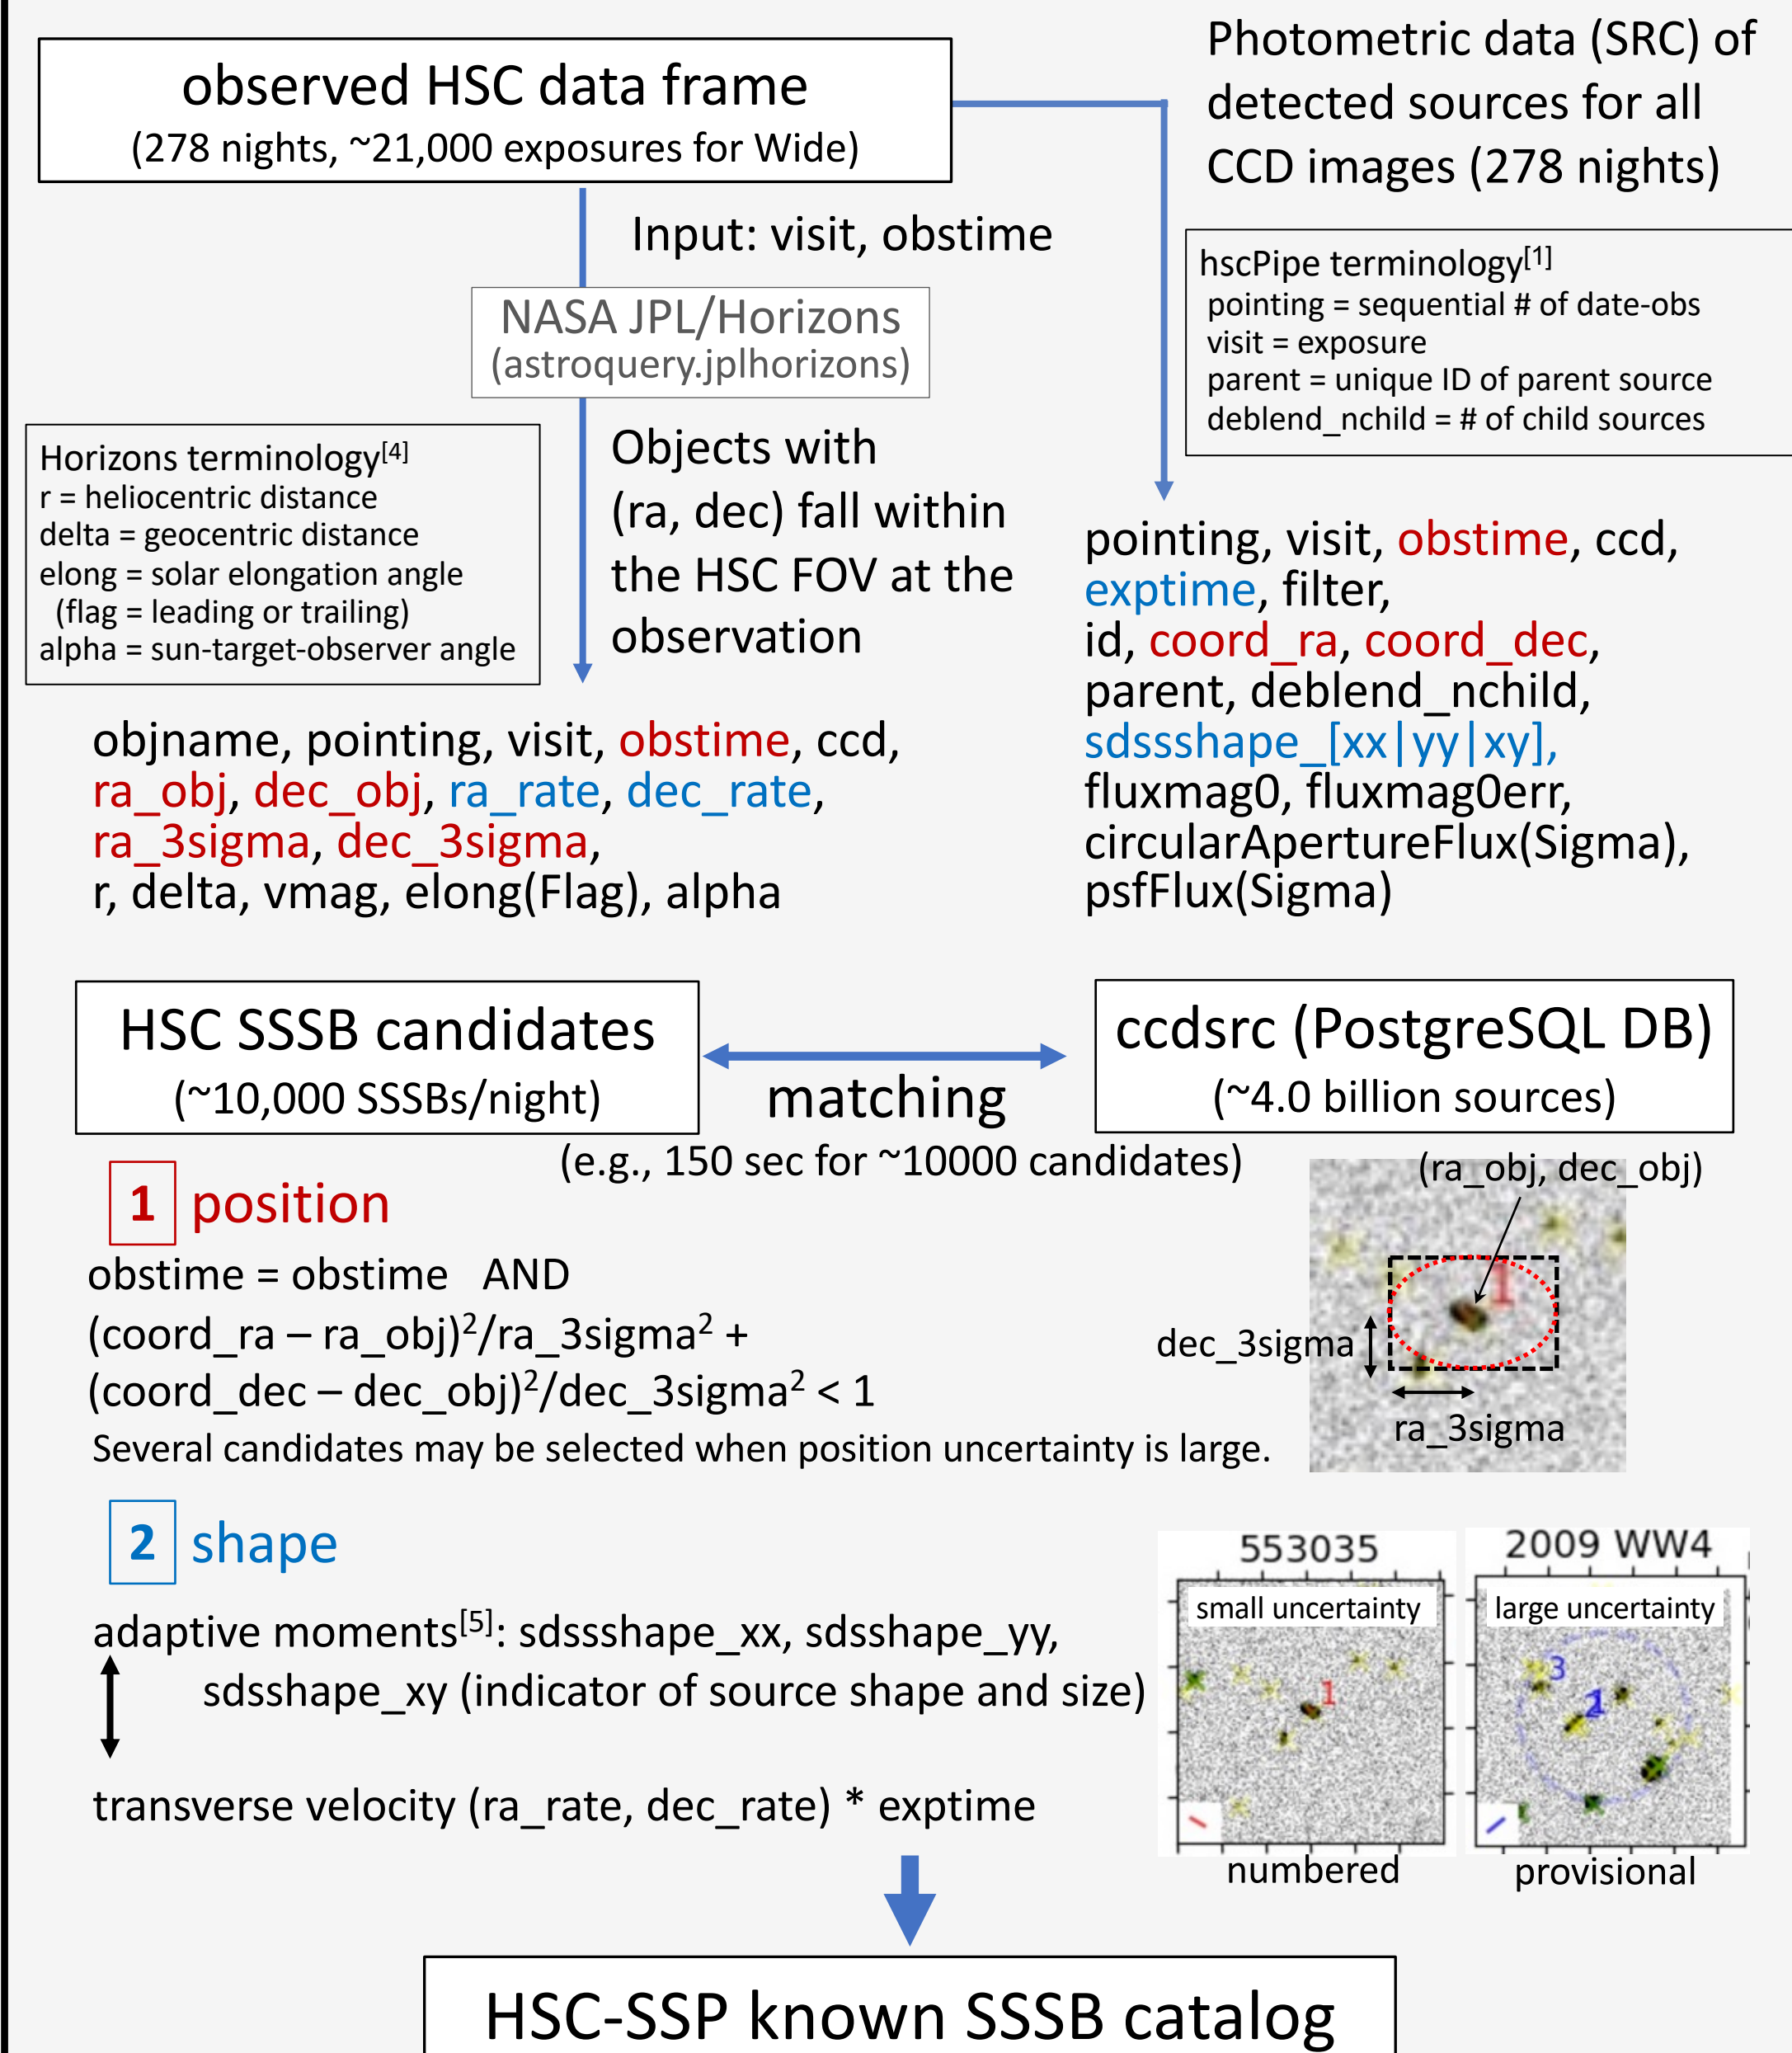 observed HSC data frame
(278 nights, ~21,000 exposures for Wide)
Photometric data (SRC) of
detected sources for all
CCD images (278 nights)
Input: visit, obstime
NASA JPL/Horizons
(astroquery.jplhorizons)
hscPipe terminology[1]
pointing = sequential # of date-obs
visit = exposure
parent = unique ID of parent source
deblend_nchild = # of child sources
Horizons terminology[4]
r = heliocentric distance
delta = geocentric distance
elong = solar elongation angle
(flag = leading or trailing)
alpha = sun-target-observer angle
Objects with
(ra, dec) fall within
the HSC FOV at the
observation
objname, pointing, visit, obstime, ccd,
ra_obj, dec_obj, ra_rate, dec_rate,
ra_3sigma, dec_3sigma,
r, delta, vmag, elong(Flag), alpha
pointing, visit, obstime, ccd,
exptime, filter,
id, coord_ra, coord_dec,
parent, deblend_nchild,
sdssshape_[xx|yy|xy],
fluxmag0, fluxmag0err,
circularApertureFlux(Sigma),
psfFlux(Sigma)
HSC SSSB candidates
(~10,000 SSSBs/night)
matching
(e.g., 150 sec for ~10000 candidates)
ccdsrc (PostgreSQL DB)
(~4.0 billion sources)
1 position
obstime = obstime AND
(coord_ra – ra_obj)²/ra_3sigma² +
(coord_dec – dec_obj)²/dec_3sigma² < 1
Several candidates may be selected when position uncertainty is large.
(ra_obj, dec_obj)
1
dec_3sigma
ra_3sigma
2 shape
adaptive moments[5]: sdssshape_xx, sdsshape_yy,
sdsshape_xy (indicator of source shape and size)
transverse velocity (ra_rate, dec_rate) * exptime
553035
small uncertainty
1
numbered
2009 WW4
large uncertainty
3
2 1
provisional
HSC-SSP known SSSB catalog